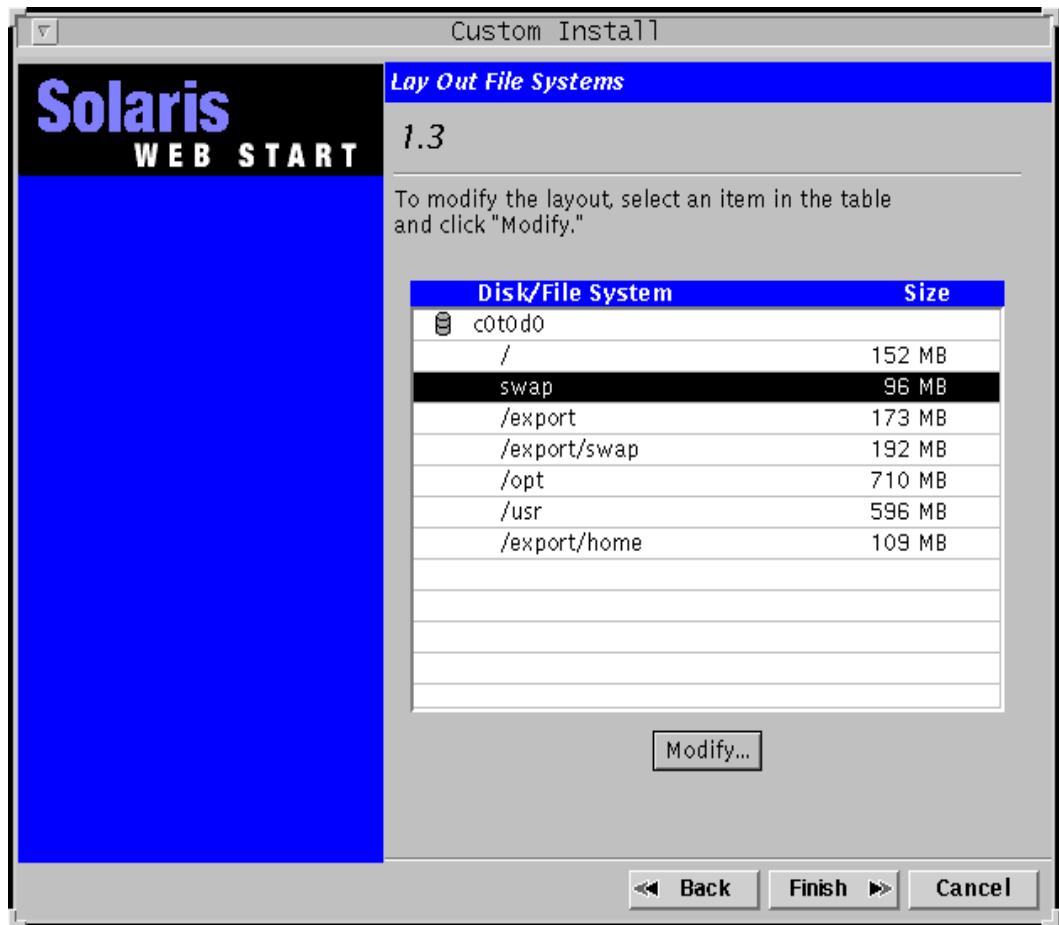 Custom Install
Solaris
WEB START
Lay Out File Systems
1.3
To modify the layout, select an item in the table
and click "Modify."
Disk/File System Size
c0t0d0
/ 152 MB
swap 96 MB
/export 173 MB
/export/swap 192 MB
/opt 710 MB
/usr 596 MB
/export/home 109 MB
Modify...
Back Finish Cancel